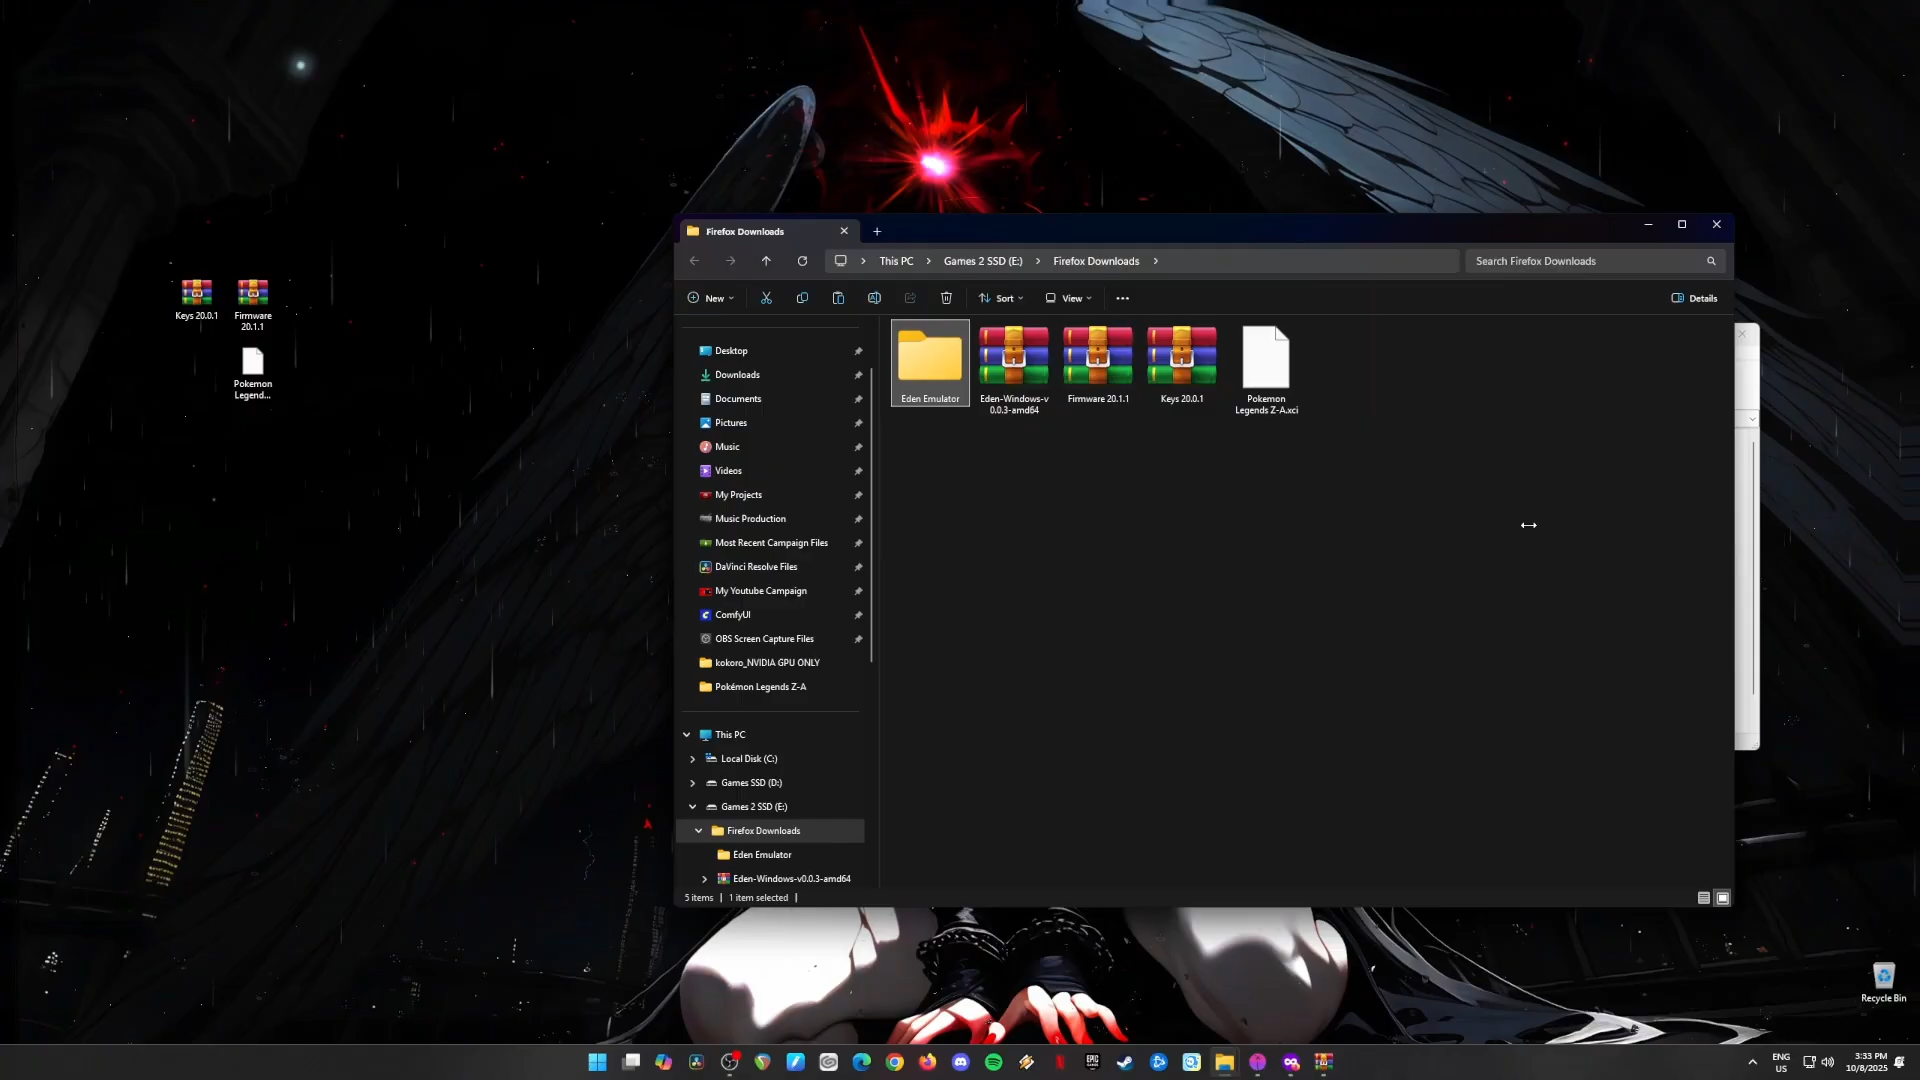 Keys 20.0.1
Firmware
20.1.1
Pokemon
Legend...
Firefox Downloads
This PC
Games 2 SSD (E:)
Firefox Downloads
Search Firefox Downloads
New
Sort
View
Details
Desktop
Downloads
Documents
Pictures
Music
Videos
My Projects
Music Production
Most Recent Campaign Files
DaVinci Resolve Files
My Youtube Campaign
ComfyUI
OBS Screen Capture Files
kokoro_NVIDIA GPU ONLY
Pokémon Legends Z-A
This PC
Local Disk (C:)
Games SSD (D:)
Games 2 SSD (E:)
Firefox Downloads
Eden Emulator
Eden-Windows-v0.0.3-amd64
Eden Emulator
Eden-Windows-v
0.0.3-amd64
Firmware 20.1.1
Keys 20.0.1
Pokemon
Legends Z-A.xci
5 items
1 item selected
Recycle Bin
ENG
US
3:33 PM
10/8/2025